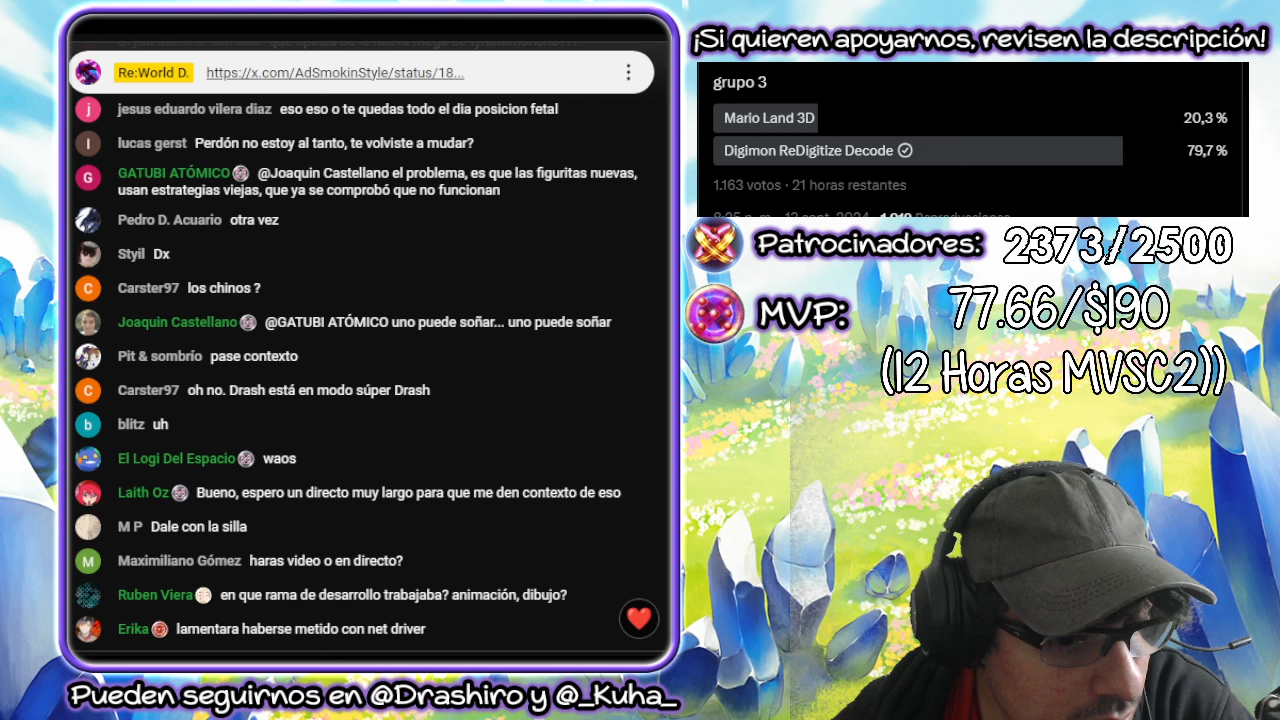 ¡Si quieren apoyarnos, revisen la descripción!
Re:World D. https://x.com/AdSmokinStyle/status/18...
jesus eduardo vilera diaz eso eso o te quedas todo el dia posicion fetal
lucas gerst Perdón no estoy al tanto, te volviste a mudar?
GATUBI ATÓMICO @Joaquin Castellano el problema, es que las figuritas nuevas,
usan estrategias viejas, que ya se comprobó que no funcionan
Pedro D. Acuario otra vez
Styil Dx
Carster97 los chinos ?
Joaquin Castellano @GATUBI ATÓMICO uno puede soñar... uno puede soñar
Pit & sombrío pase contexto
Carster97 oh no. Drash está en modo súper Drash
blitz uh
El Logi Del Espacio waos
Laith Oz Bueno, espero un directo muy largo para que me den contexto de eso
M P Dale con la silla
Maximiliano Gómez haras video o en directo?
Ruben Viera en que rama de desarrollo trabajaba? animación, dibujo?
Erika lamentara haberse metido con net driver
grupo 3
Mario Land 3D 20,3 %
Digimon ReDigitize Decode 79,7 %
1.163 votos · 21 horas restantes
Patrocinadores: 2373/2500
MVP: 77.66/$190
(12 Horas MVSC2))
Pueden seguirnos en @Drashiro y @_Kuha_